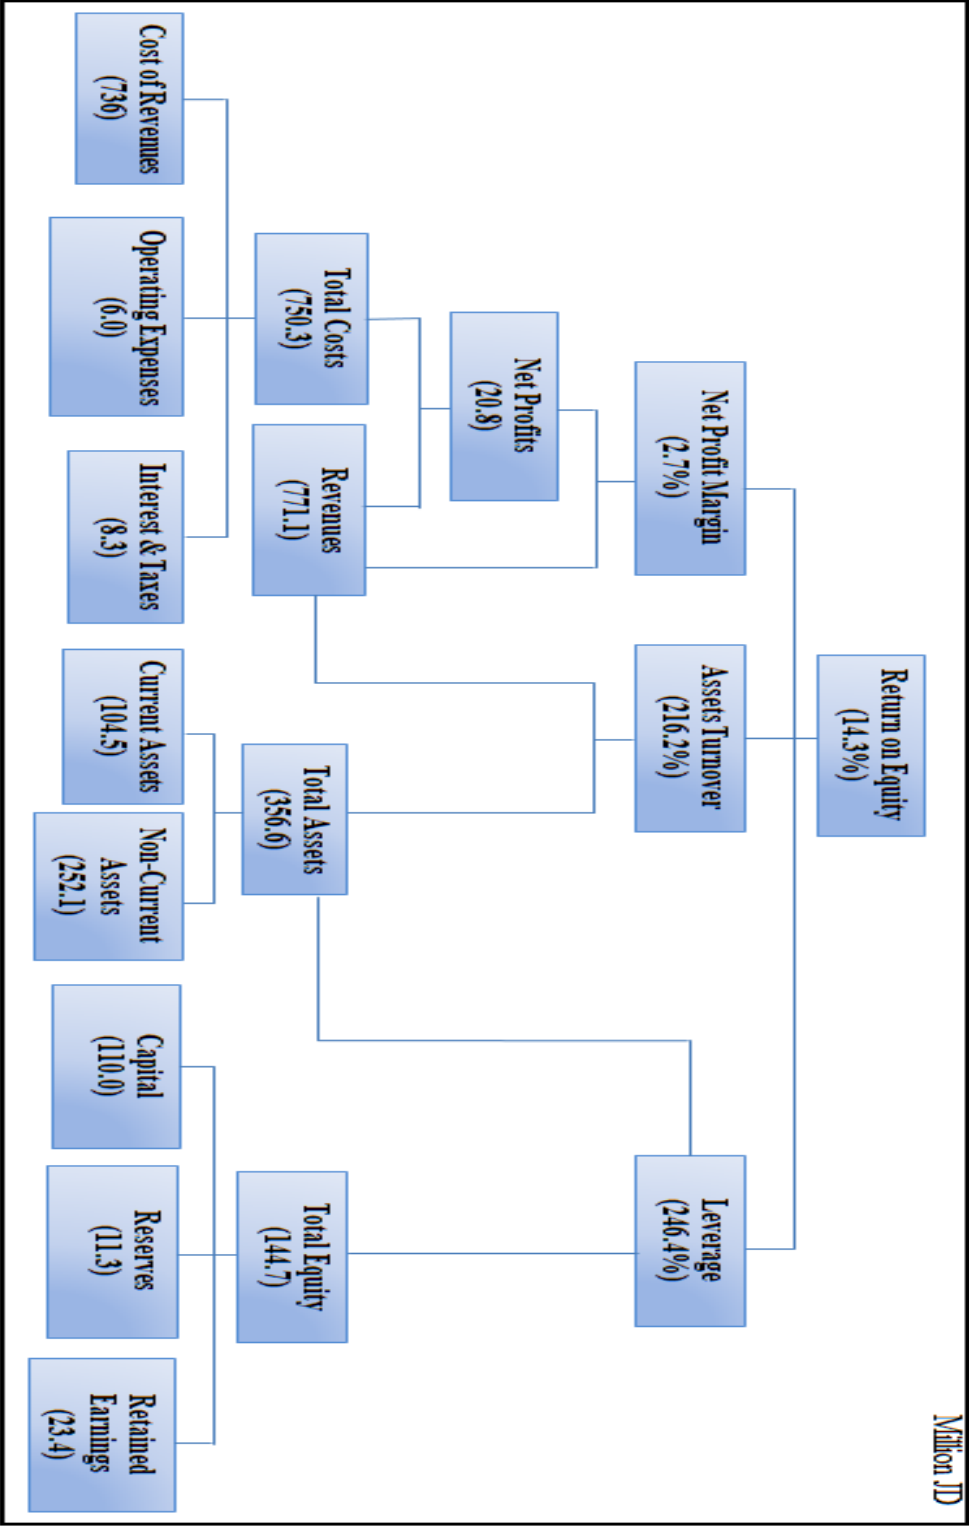 Million JD
Return on Equity
(14.3%)
Net Profit Margin
(2.7%)
Assets Turnover
(216.2%)
Leverage
(246.4%)
Net Profits
(20.8)
Total Costs
(750.3)
Revenues
(771.1)
Total Assets
(356.6)
Total Equity
(144.7)
Cost of Revenues
(736)
Operating Expenses
(6.0)
Interest & Taxes
(8.3)
Current Assets
(104.5)
Non-Current
Assets
(252.1)
Capital
(110.0)
Reserves
(11.3)
Retained
Earnings
(23.4)